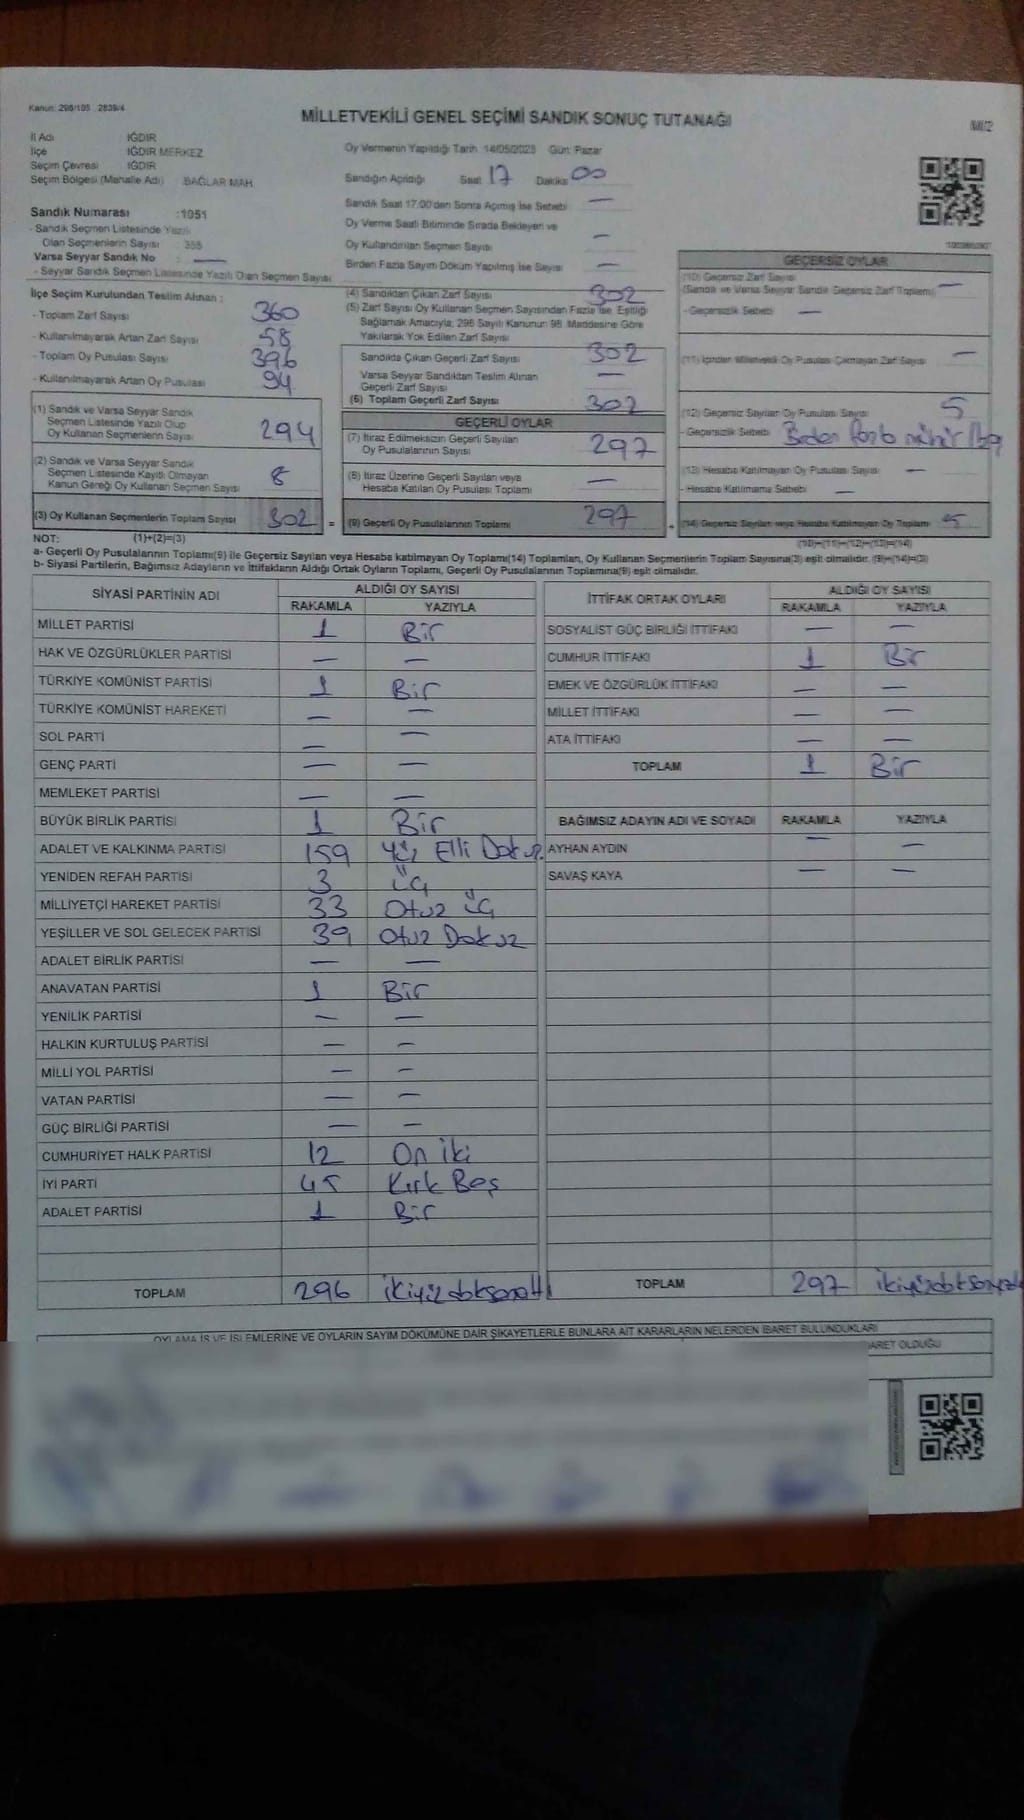 Kanun: 298/105 2839/4
MİLLETVEKİLİ GENEL SEÇİMİ SANDIK SONUÇ TUTANAĞI
İl Adı : IĞDIR
İlçe : IĞDIR MERKEZ
Seçim Çevresi : IĞDIR
Seçim Bölgesi (Mahalle Adı) : BAĞLAR MAH.
Sandık Numarası : 1051
- Sandık Seçmen Listesinde Yazılı
Olan Seçmenlerin Sayısı : 355
Varsa Seyyar Sandık No : —
- Seyyar Sandık Seçmen Listesinde Yazılı Olan Seçmen Sayısı
İlçe Seçim Kurulundan Teslim Alınan :
- Toplam Zarf Sayısı 360
- Kullanılmayarak Artan Zarf Sayısı 58
- Toplam Oy Pusulası Sayısı 396
- Kullanılmayarak Artan Oy Pusulası 94
(1) Sandık ve Varsa Seyyar Sandık
Seçmen Listesinde Yazılı Olup
Oy Kullanan Seçmenlerin Sayısı 294
(2) Sandık ve Varsa Seyyar Sandık
Seçmen Listesinde Kayıtlı Olmayan
Kanun Gereği Oy Kullanan Seçmen Sayısı 8
(3) Oy Kullanan Seçmenlerin Toplam Sayısı 302
Oy Vermenin Yapıldığı Tarih: 14/05/2023 Gün: Pazar
Sandığın Açıldığı Saat 17 Dakika 00
Sandık Saat 17.00'den Sonra Açılmış İse Sebebi —
Oy Verme Saati Bitiminde Sırada Bekleyen ve
Oy Kullandırılan Seçmen Sayısı —
Birden Fazla Sayım Döküm Yapılmış İse Sayısı —
(4) Sandıktan Çıkan Zarf Sayısı 302
(5) Zarf Sayısı Oy Kullanan Seçmen Sayısından Fazla İse, Eşitliği
Sağlamak Amacıyla, 298 Sayılı Kanunun 98. Maddesine Göre
Yakılarak Yok Edilen Zarf Sayısı
Sandıkta Çıkan Geçerli Zarf Sayısı 302
Varsa Seyyar Sandıktan Teslim Alınan
Geçerli Zarf Sayısı —
(6) Toplam Geçerli Zarf Sayısı 302
GEÇERLİ OYLAR
(7) İtiraz Edilmeksizin Geçerli Sayılan
Oy Pusulalarının Sayısı 297
(8) İtiraz Üzerine Geçerli Sayılan veya
Hesaba Katılan Oy Pusulası Toplamı —
= (9) Geçerli Oy Pusulalarının Toplamı 297
GEÇERSİZ OYLAR
(10) Geçersiz Zarf Sayısı
(Sandık ve Varsa Seyyar Sandık Geçersiz Zarf Toplamı) —
- Geçersizlik Sebebi —
(11) İçinden Milletvekili Oy Pusulası Çıkmayan Zarf Sayısı —
(12) Geçersiz Sayılan Oy Pusulası Sayısı 5
- Geçersizlik Sebebi Birden fazla mühür
(13) Hesaba Katılmayan Oy Pusulası Sayısı —
- Hesaba Katılmama Sebebi —
+ (14) Geçersiz Sayılan veya Hesaba Katılmayan Oy Toplamı 5
NOT: (1)+(2)=(3) (10)+(11)+(12)+(13)=(14)
a- Geçerli Oy Pusulalarının Toplamı(9) ile Geçersiz Sayılan veya Hesaba katılmayan Oy Toplamı(14) Toplamları, Oy Kullanan Seçmenlerin Toplam Sayısına(3) eşit olmalıdır. (9)+(14)=(3)
b- Siyasi Partilerin, Bağımsız Adayların ve İttifakların Aldığı Ortak Oyların Toplamı, Geçerli Oy Pusulalarının Toplamına(9) eşit olmalıdır.
SİYASİ PARTİNİN ADI ALDIĞI OY SAYISI
RAKAMLA YAZIYLA
MİLLET PARTİSİ 1 Bir
HAK VE ÖZGÜRLÜKLER PARTİSİ — —
TÜRKİYE KOMÜNİST PARTİSİ 1 Bir
TÜRKİYE KOMÜNİST HAREKETİ — —
SOL PARTİ — —
GENÇ PARTİ — —
MEMLEKET PARTİSİ — —
BÜYÜK BİRLİK PARTİSİ 1 Bir
ADALET VE KALKINMA PARTİSİ 159 Yüz Elli Dokuz
YENİDEN REFAH PARTİSİ 3 üç
MİLLİYETÇİ HAREKET PARTİSİ 33 Otuz üç
YEŞİLLER VE SOL GELECEK PARTİSİ 39 Otuz Dokuz
ADALET BİRLİK PARTİSİ — —
ANAVATAN PARTİSİ 1 Bir
YENİLİK PARTİSİ — —
HALKIN KURTULUŞ PARTİSİ — —
MİLLİ YOL PARTİSİ — —
VATAN PARTİSİ — —
GÜÇ BİRLİĞİ PARTİSİ — —
CUMHURİYET HALK PARTİSİ 12 On iki
İYİ PARTİ 45 Kırk Beş
ADALET PARTİSİ 1 Bir
TOPLAM 296 ikiyüzdoksanaltı
İTTİFAK ORTAK OYLARI ALDIĞI OY SAYISI
RAKAMLA YAZIYLA
SOSYALİST GÜÇ BİRLİĞİ İTTİFAKI — —
CUMHUR İTTİFAKI 1 Bir
EMEK VE ÖZGÜRLÜK İTTİFAKI — —
MİLLET İTTİFAKI — —
ATA İTTİFAKI — —
TOPLAM 1 Bir
BAĞIMSIZ ADAYIN ADI VE SOYADI RAKAMLA YAZIYLA
AYHAN AYDIN — —
SAVAŞ KAYA — —
TOPLAM 297
OYLAMA İŞ VE İŞLEMLERİNE VE OYLARIN SAYIM DÖKÜMÜNE DAİR ŞİKAYETLERLE BUNLARA AİT KARARLARIN NELERDEN İBARET BULUNDUKLARI
BARET OLDUĞU